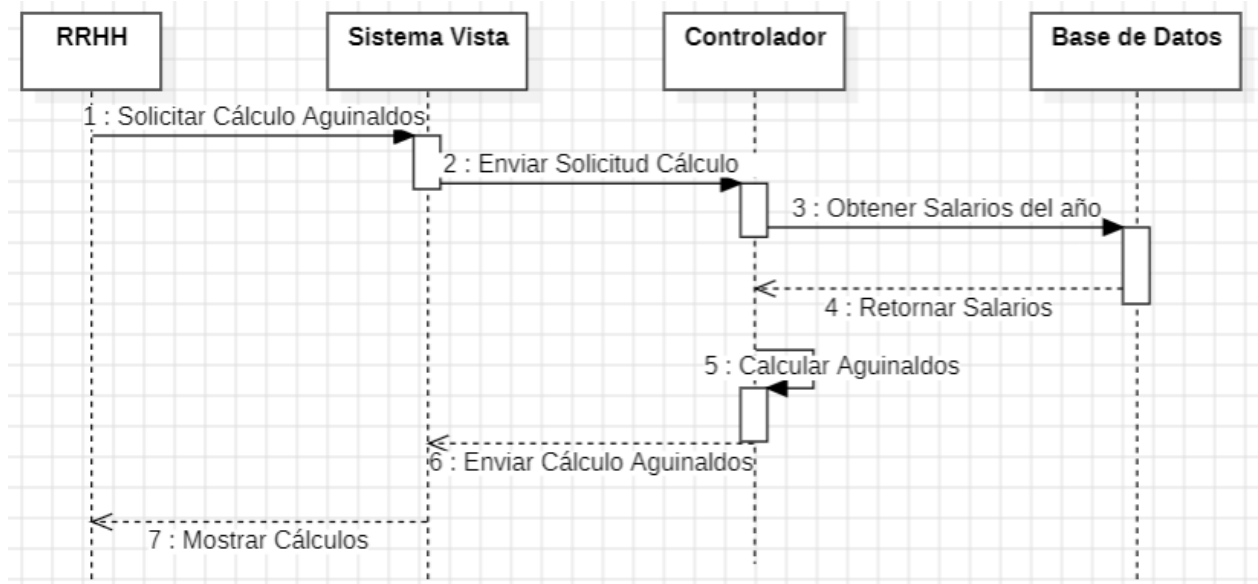 RRHH
Sistema Vista
Controlador
Base de Datos
1 : Solicitar Cálculo Aguinaldos
2 : Enviar Solicitud Cálculo
3 : Obtener Salarios del año
4 : Retornar Salarios
5 : Calcular Aguinaldos
6 : Enviar Cálculo Aguinaldos
7 : Mostrar Cálculos